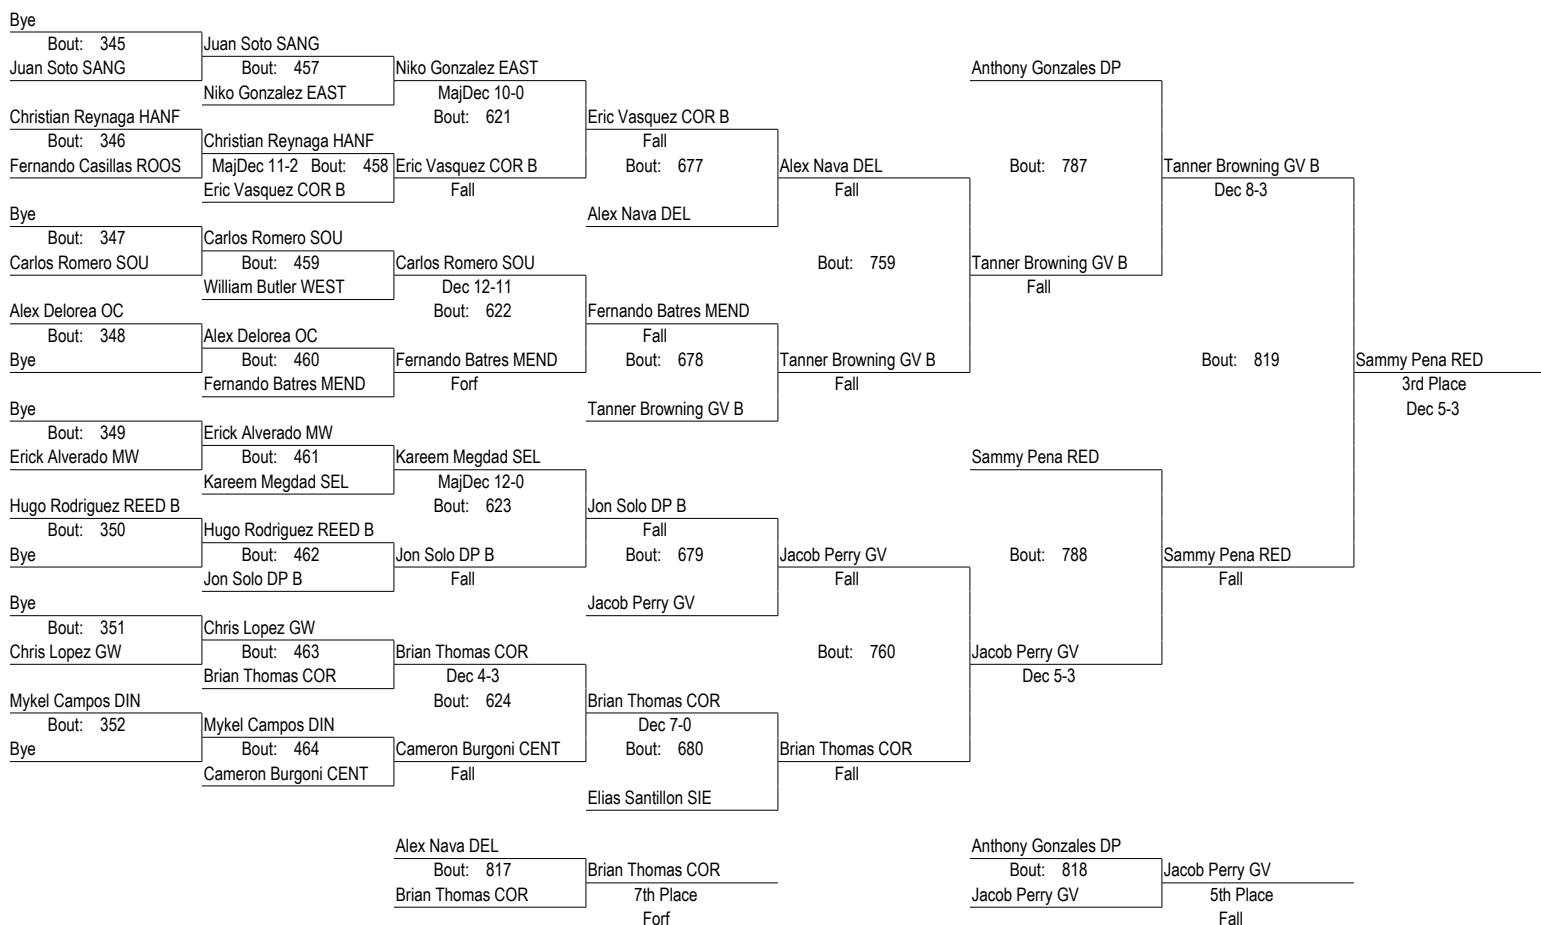 Bye
Bout: 345 Juan Soto SANG
Juan Soto SANG Bout: 457 Niko Gonzalez EAST Anthony Gonzales DP
Niko Gonzalez EAST MajDec 10-0
Christian Reynaga HANF Bout: 621 Eric Vasquez COR B
Bout: 346 Christian Reynaga HANF Fall
Fernando Casillas ROOS MajDec 11-2 Bout: 458 Eric Vasquez COR B Bout: 677 Alex Nava DEL Bout: 787 Tanner Browning GV B
Eric Vasquez COR B Fall Fall Dec 8-3
Bye Alex Nava DEL
Bout: 347 Carlos Romero SOU
Carlos Romero SOU Bout: 459 Carlos Romero SOU Bout: 759 Tanner Browning GV B
William Butler WEST Dec 12-11 Fall
Alex Delorea OC Bout: 622 Fernando Batres MEND
Bout: 348 Alex Delorea OC Fall
Bye Bout: 460 Fernando Batres MEND Bout: 678 Tanner Browning GV B Bout: 819 Sammy Pena RED
Fernando Batres MEND Forf Fall 3rd Place
Bye Tanner Browning GV B Dec 5-3
Bout: 349 Erick Alverado MW
Erick Alverado MW Bout: 461 Kareem Megdad SEL Sammy Pena RED
Kareem Megdad SEL MajDec 12-0
Hugo Rodriguez REED B Bout: 623 Jon Solo DP B
Bout: 350 Hugo Rodriguez REED B Fall
Bye Bout: 462 Jon Solo DP B Bout: 679 Jacob Perry GV Bout: 788 Sammy Pena RED
Jon Solo DP B Fall Fall Fall
Bye Jacob Perry GV
Bout: 351 Chris Lopez GW
Chris Lopez GW Bout: 463 Brian Thomas COR Bout: 760 Jacob Perry GV
Brian Thomas COR Dec 4-3 Dec 5-3
Mykel Campos DIN Bout: 624 Brian Thomas COR
Bout: 352 Mykel Campos DIN Dec 7-0
Bye Bout: 464 Cameron Burgoni CENT Bout: 680 Brian Thomas COR
Cameron Burgoni CENT Fall Fall
Elias Santillon SIE
Alex Nava DEL Anthony Gonzales DP
Bout: 817 Brian Thomas COR Bout: 818 Jacob Perry GV
Brian Thomas COR 7th Place Jacob Perry GV 5th Place
Forf Fall